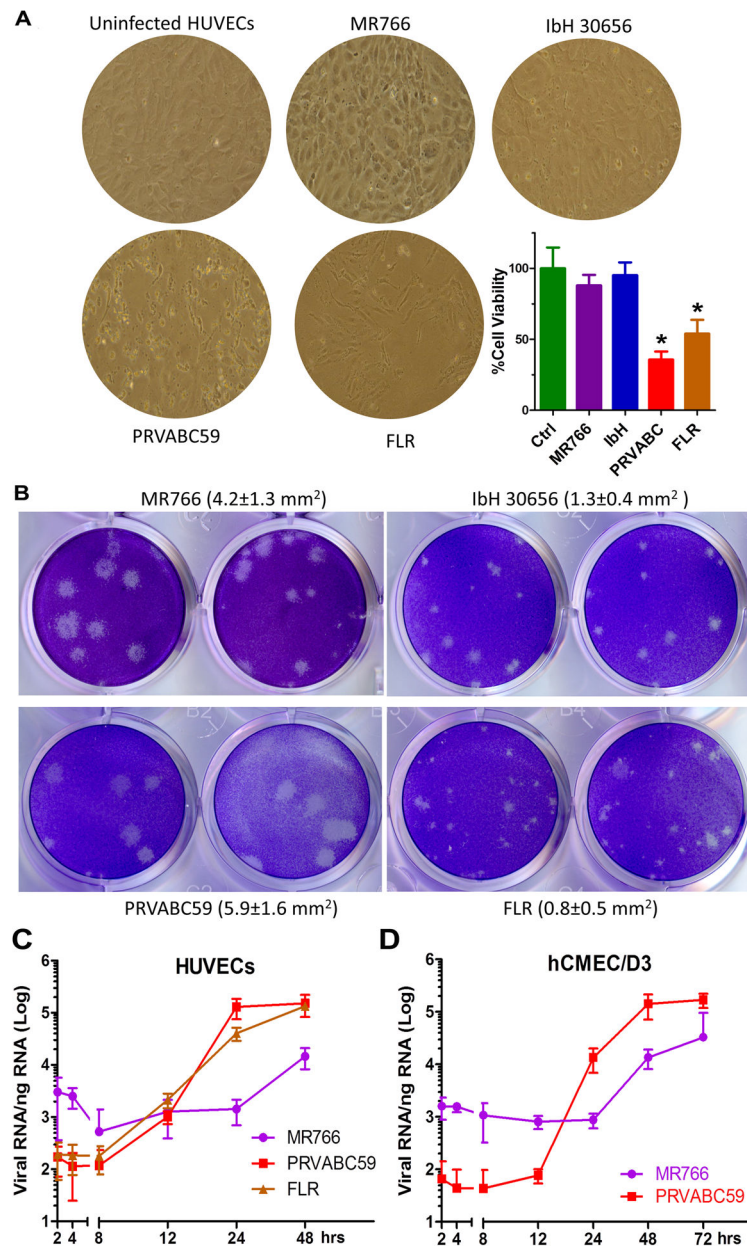 A
Uninfected HUVECs
MR766
IbH 30656
PRVABC59
FLR
%Cell Viability
100
50
0
*
*
Ctrl
MR766
IbH
PRVABC
FLR
B
MR766 (4.2±1.3 mm²)
IbH 30656 (1.3±0.4 mm² )
B2
B4
PRVABC59 (5.9±1.6 mm²)
FLR (0.8±0.5 mm²)
C
HUVECs
Viral RNA/ng RNA (Log)
6
5
4
3
2
1
MR766
PRVABC59
FLR
2 4 8 12 24 48 hrs
D
hCMEC/D3
Viral RNA/ng RNA (Log)
6
5
4
3
2
1
MR766
PRVABC59
2 4 8 12 24 48 72 hrs